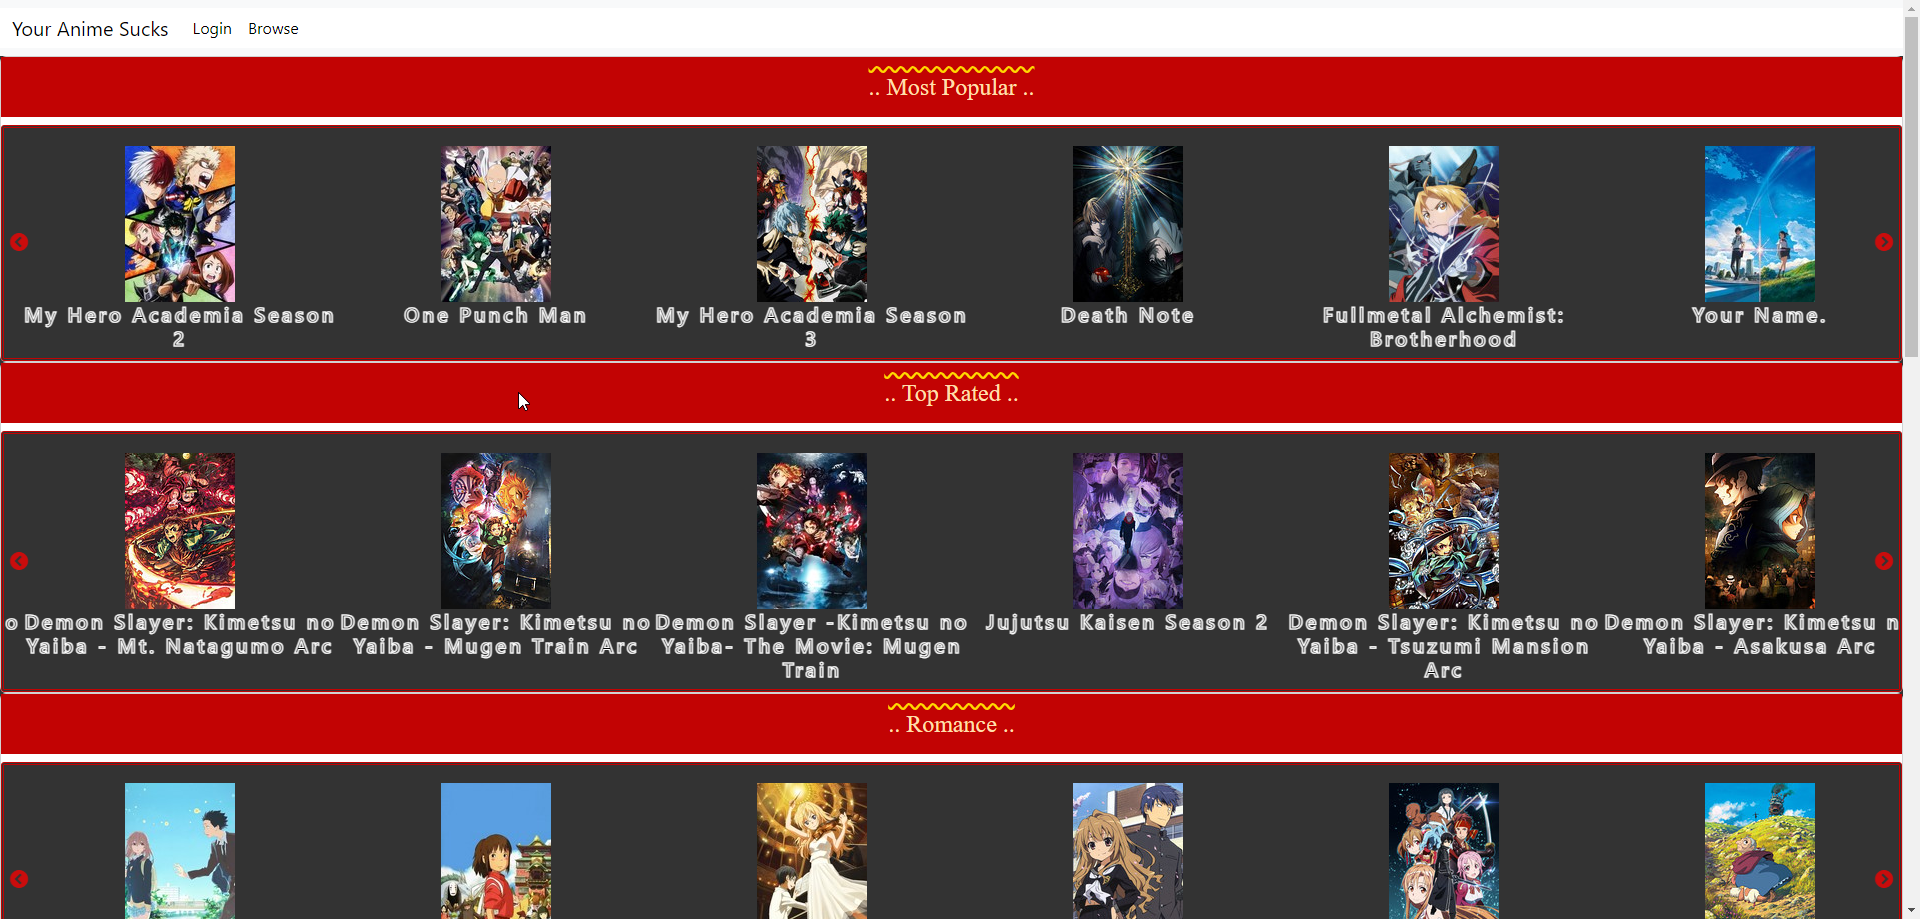 Your Anime Sucks Login Browse
.. Most Popular ..
My Hero Academia Season
2
One Punch Man
My Hero Academia Season
3
Death Note
Fullmetal Alchemist:
Brotherhood
Your Name.
.. Top Rated ..
o
Demon Slayer: Kimetsu no
Yaiba - Mt. Natagumo Arc
Demon Slayer: Kimetsu no
Yaiba - Mugen Train Arc
Demon Slayer -Kimetsu no
Yaiba- The Movie: Mugen
Train
Jujutsu Kaisen Season 2
Demon Slayer: Kimetsu no
Yaiba - Tsuzumi Mansion
Arc
Demon Slayer: Kimetsu n
Yaiba - Asakusa Arc
.. Romance ..